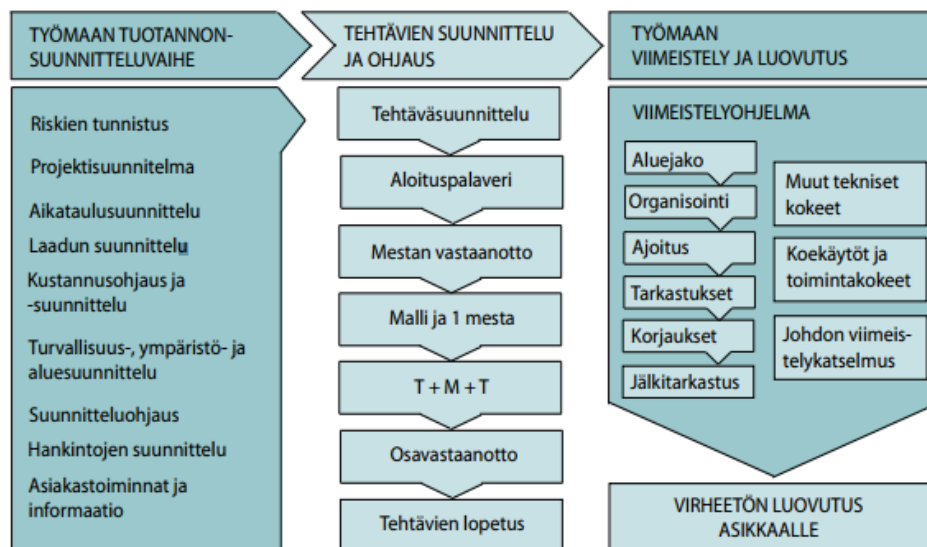 TYÖMAAN TUOTANNON-
SUUNNITTELUVAIHE
Riskien tunnistus
Projektisuunnitelma
Aikataulusuunnittelu
Laadun suunnittelu
Kustannusohjaus ja
-suunnittelu
Turvallisuus-, ympäristö- ja
aluesuunnittelu
Suunnitteluohjaus
Hankintojen suunnittelu
Asiakastoiminnat ja
informaatio
TEHTÄVIEN SUUNNITTELU
JA OHJAUS
Tehtäväsuunnittelu
Aloituspalaveri
Mestan vastaanotto
Malli ja 1 mesta
T + M + T
Osavastaanotto
Tehtävien lopetus
TYÖMAAN
VIIMEISTELY JA LUOVUTUS
VIIMEISTELYOHJELMA
Aluejako
Organisointi
Ajoitus
Tarkastukset
Korjaukset
Jälkitarkastus
Muut tekniset
kokeet
Koekäytöt ja
toimintakokeet
Johdon viimeis-
telykatselmus
VIRHEETÖN LUOVUTUS
ASIKKAALLE